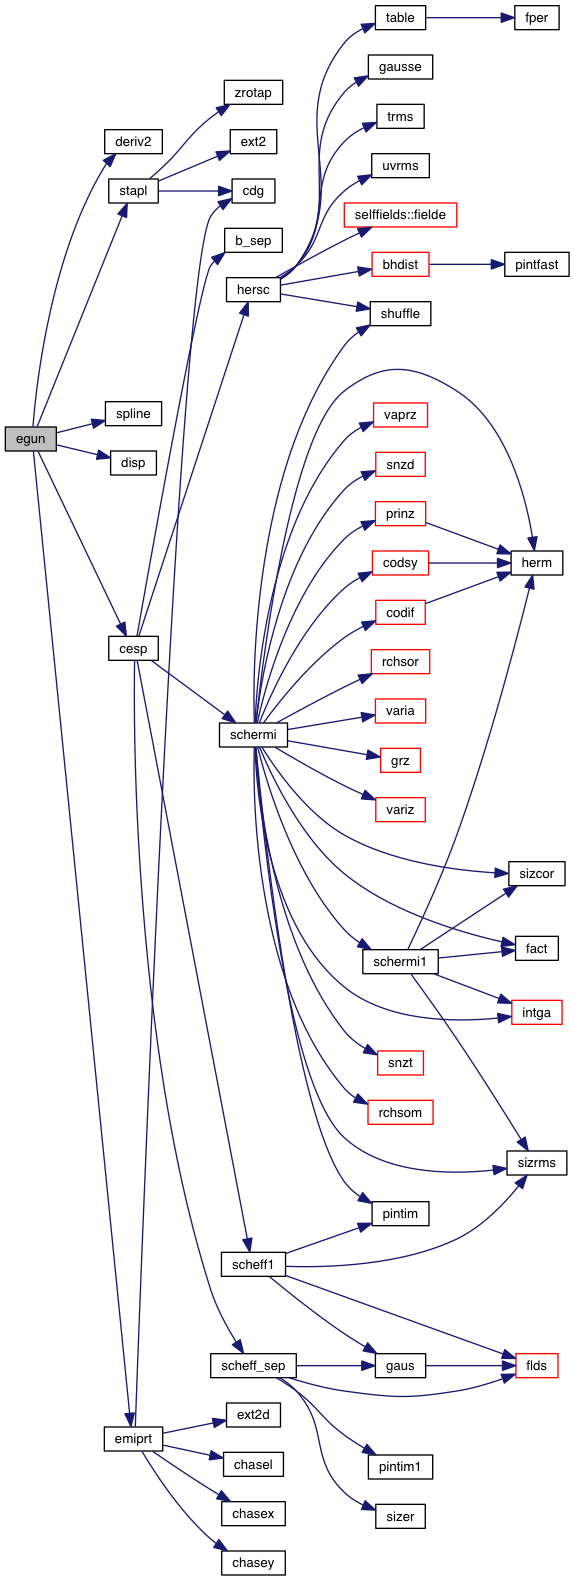 table
fper
gausse
zrotap
trms
deriv2
ext2
uvrms
stapl
cdg
selffields::fielde
b_sep
bhdist
pintfast
hersc
shuffle
spline
vaprz
egun
disp
snzd
prinz
codsy
herm
codif
cesp
rchsor
varia
schermi
grz
variz
sizcor
fact
schermi1
intga
snzt
rchsom
sizrms
pintim
scheff1
scheff_sep
gaus
flds
ext2d
emiprt
chasel
pintim1
chasex
sizer
chasey